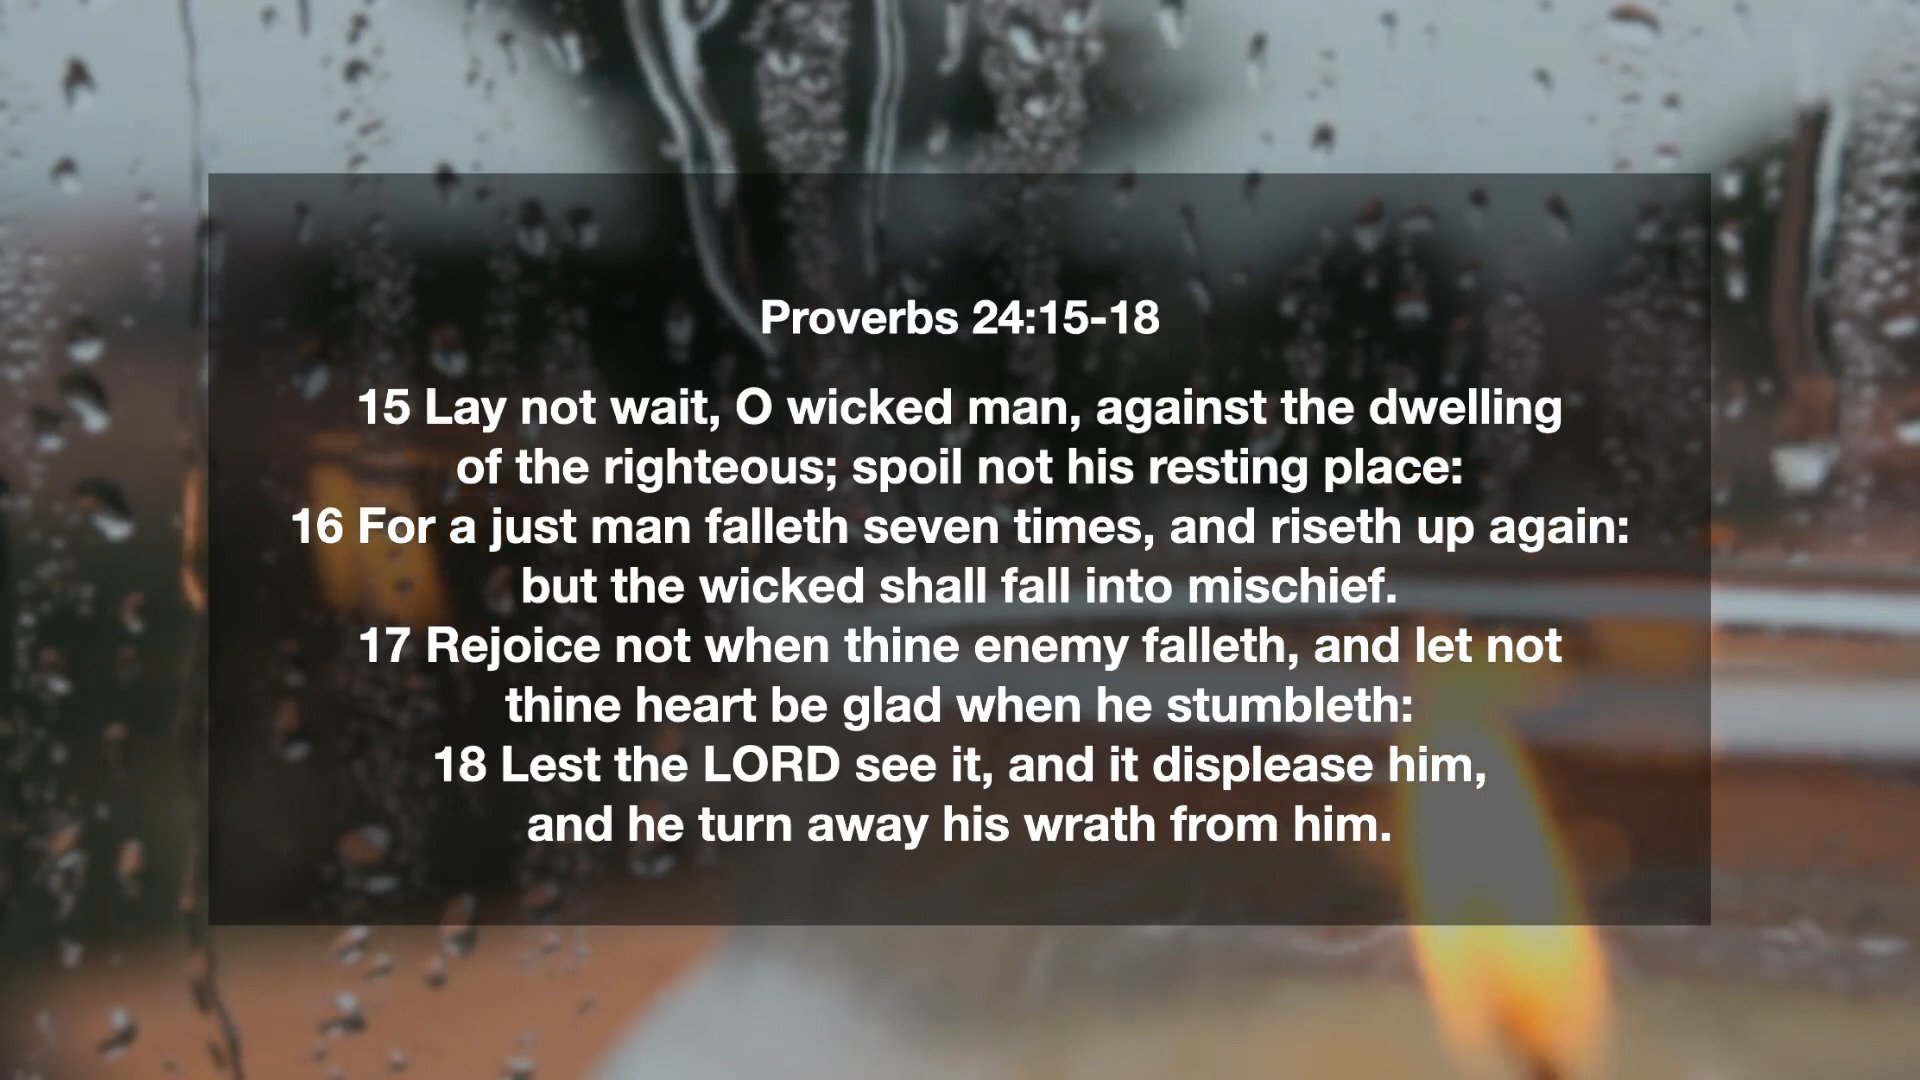 Proverbs 24:15-18
15 Lay not wait, O wicked man, against the dwelling
of the righteous; spoil not his resting place:
16 For a just man falleth seven times, and riseth up again:
but the wicked shall fall into mischief.
17 Rejoice not when thine enemy falleth, and let not
thine heart be glad when he stumbleth:
18 Lest the LORD see it, and it displease him,
and he turn away his wrath from him.